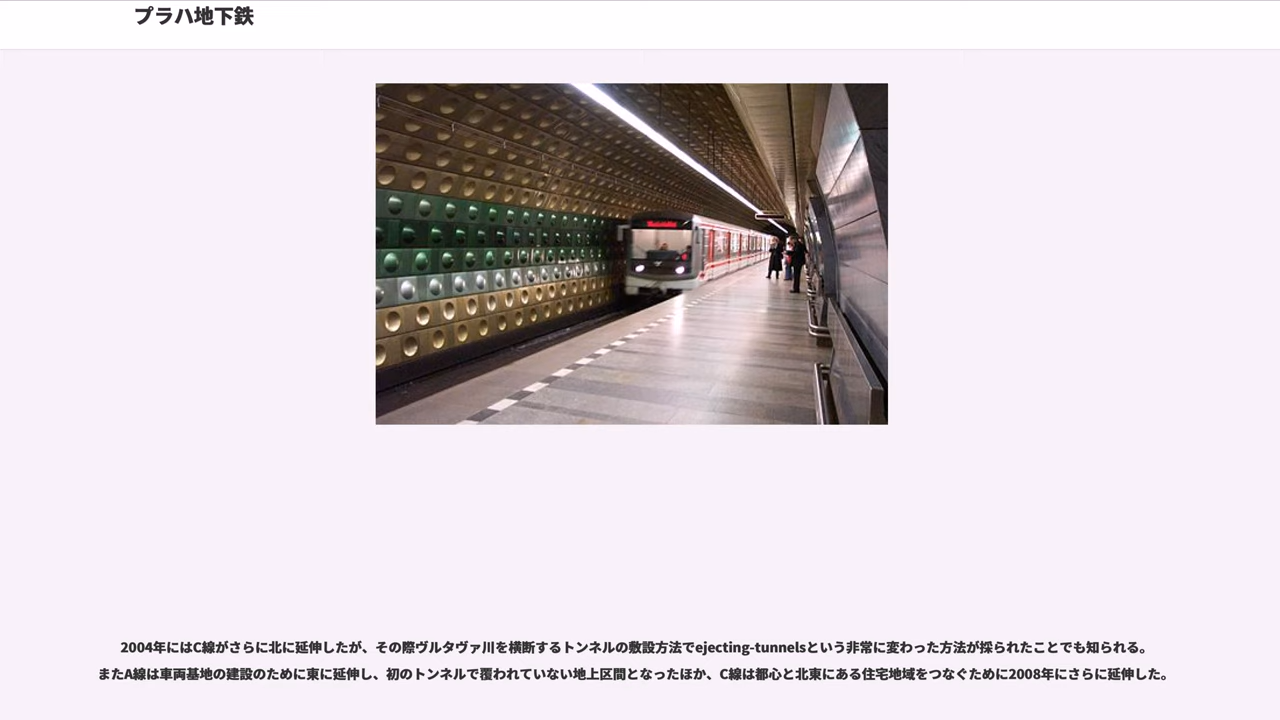 プラハ地下鉄
2004年にはC線がさらに北に延伸したが、その際ヴルタヴァ川を横断するトンネルの敷設方法でejecting-tunnelsという非常に変わった方法が採られたことでも知られる。
またA線は車両基地の建設のために東に延伸し、初のトンネルで覆われていない地上区間となったほか、C線は都心と北東にある住宅地域をつなぐために2008年にさらに延伸した。